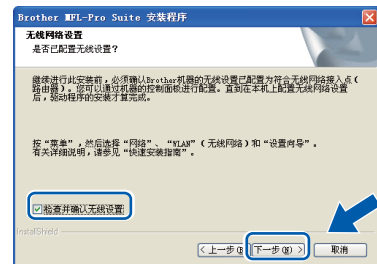 Brother MFL-Pro Suite 安装程序
无线网络设置
是否已配置无线设置？
继续进行此安装前，必须确认Brother机器的无线设置已配置为符合无线网络接入点（
路由器）。您可以通过机器的控制面板进行配置。直到在本机上配置无线网络设置
后，驱动程序的安装才算完成。
按“菜单”，然后选择“网络”、“WLAN”（无线网络）和“设置向导”。
有关详细说明，请参见“快速安装指南”。
检查并确认无线设置
InstallShield
<上一步(B)
下一步(N) >
取消